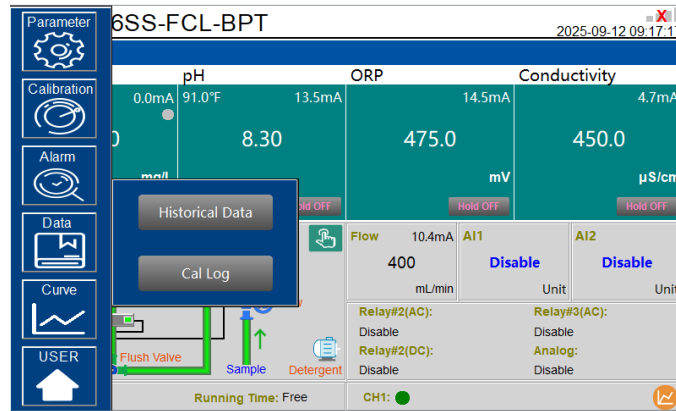 Parameter
6SS-FCL-BPT
2025-09-12 09:17:17
Calibration
Alarm
Data
Curve
USER
pH
ORP
Conductivity
0.0mA
91.0°F
13.5mA
14.5mA
4.7mA
8.30
475.0
450.0
mg/L
mV
µS/cm
Hold OFF
Hold OFF
Historical Data
Cal Log
Flow
10.4mA
AI1
AI2
400
Disable
Disable
mL/min
Unit
Unit
Relay#2(AC):
Relay#3(AC):
Disable
Disable
Relay#2(DC):
Analog:
Disable
Disable
Flush Valve
Sample
Detergent
Running Time: Free
CH1: